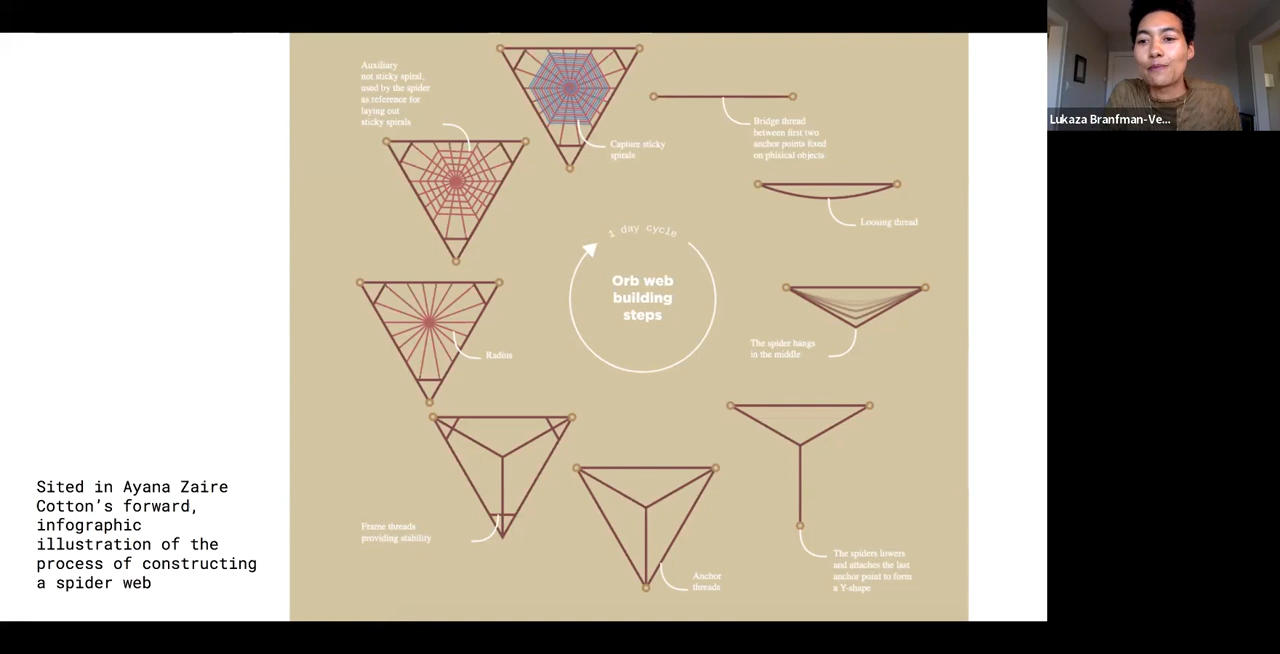 Auxiliary
not sticky spiral,
used by the spider
as reference for
laying out
sticky spirals
Capture sticky
spirals
Bridge thread
between first two
anchor points fixed
on phisical objects
Loosing thread
1 day cycle
Orb web
building
steps
The spider hangs
in the middle
Radius
Frame threads
providing stability
Anchor
threads
The spiders lowers
and attaches the last
anchor point to form
a Y-shape
Sited in Ayana Zaire
Cotton's forward,
infographic
illustration of the
process of constructing
a spider web
Lukaza Branfman-Ve...